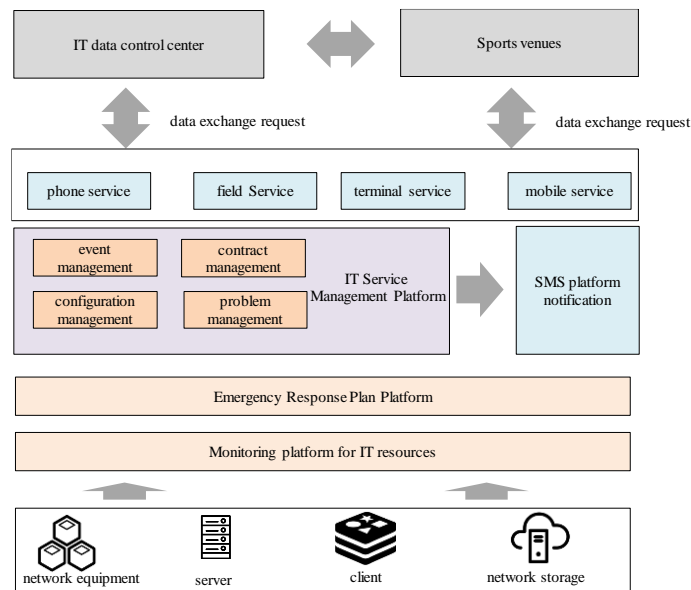 IT data control center
Sports venues
data exchange request
data exchange request
phone service
field Service
terminal service
mobile service
event
management
contract
management
configuration
management
problem
management
IT Service
Management Platform
SMS platform
notification
Emergency Response Plan Platform
Monitoring platform for IT resources
network equipment
server
client
network storage